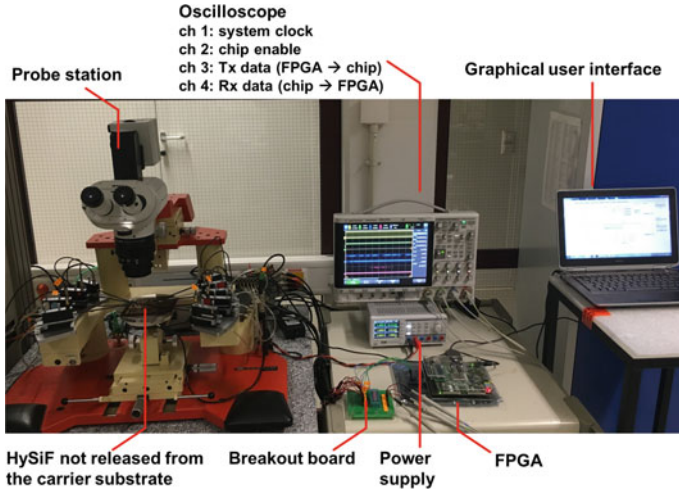 Oscilloscope
ch 1: system clock
ch 2: chip enable
ch 3: Tx data (FPGA → chip)
ch 4: Rx data (chip → FPGA)
Probe station
Graphical user interface
HySiF not released from
the carrier substrate
Breakout board
Power
supply
FPGA